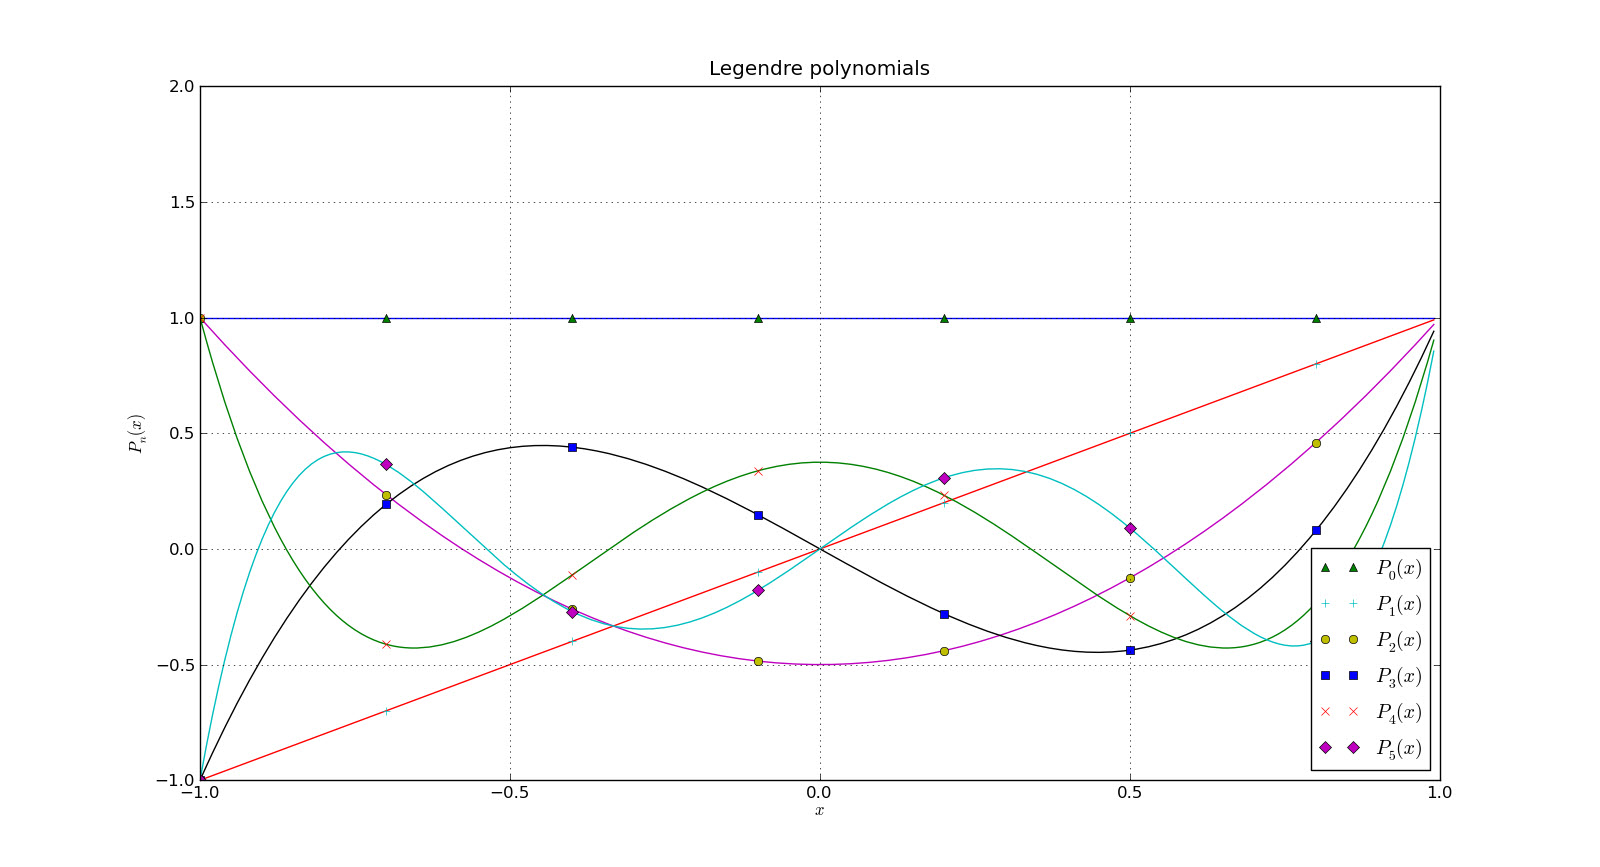 Legendre polynomials
2.0
1.5
1.0
0.5
0.0
−0.5
−1.0
P_n(x)
−1.0 −0.5 0.0 0.5 1.0
x
P_0(x)
P_1(x)
P_2(x)
P_3(x)
P_4(x)
P_5(x)